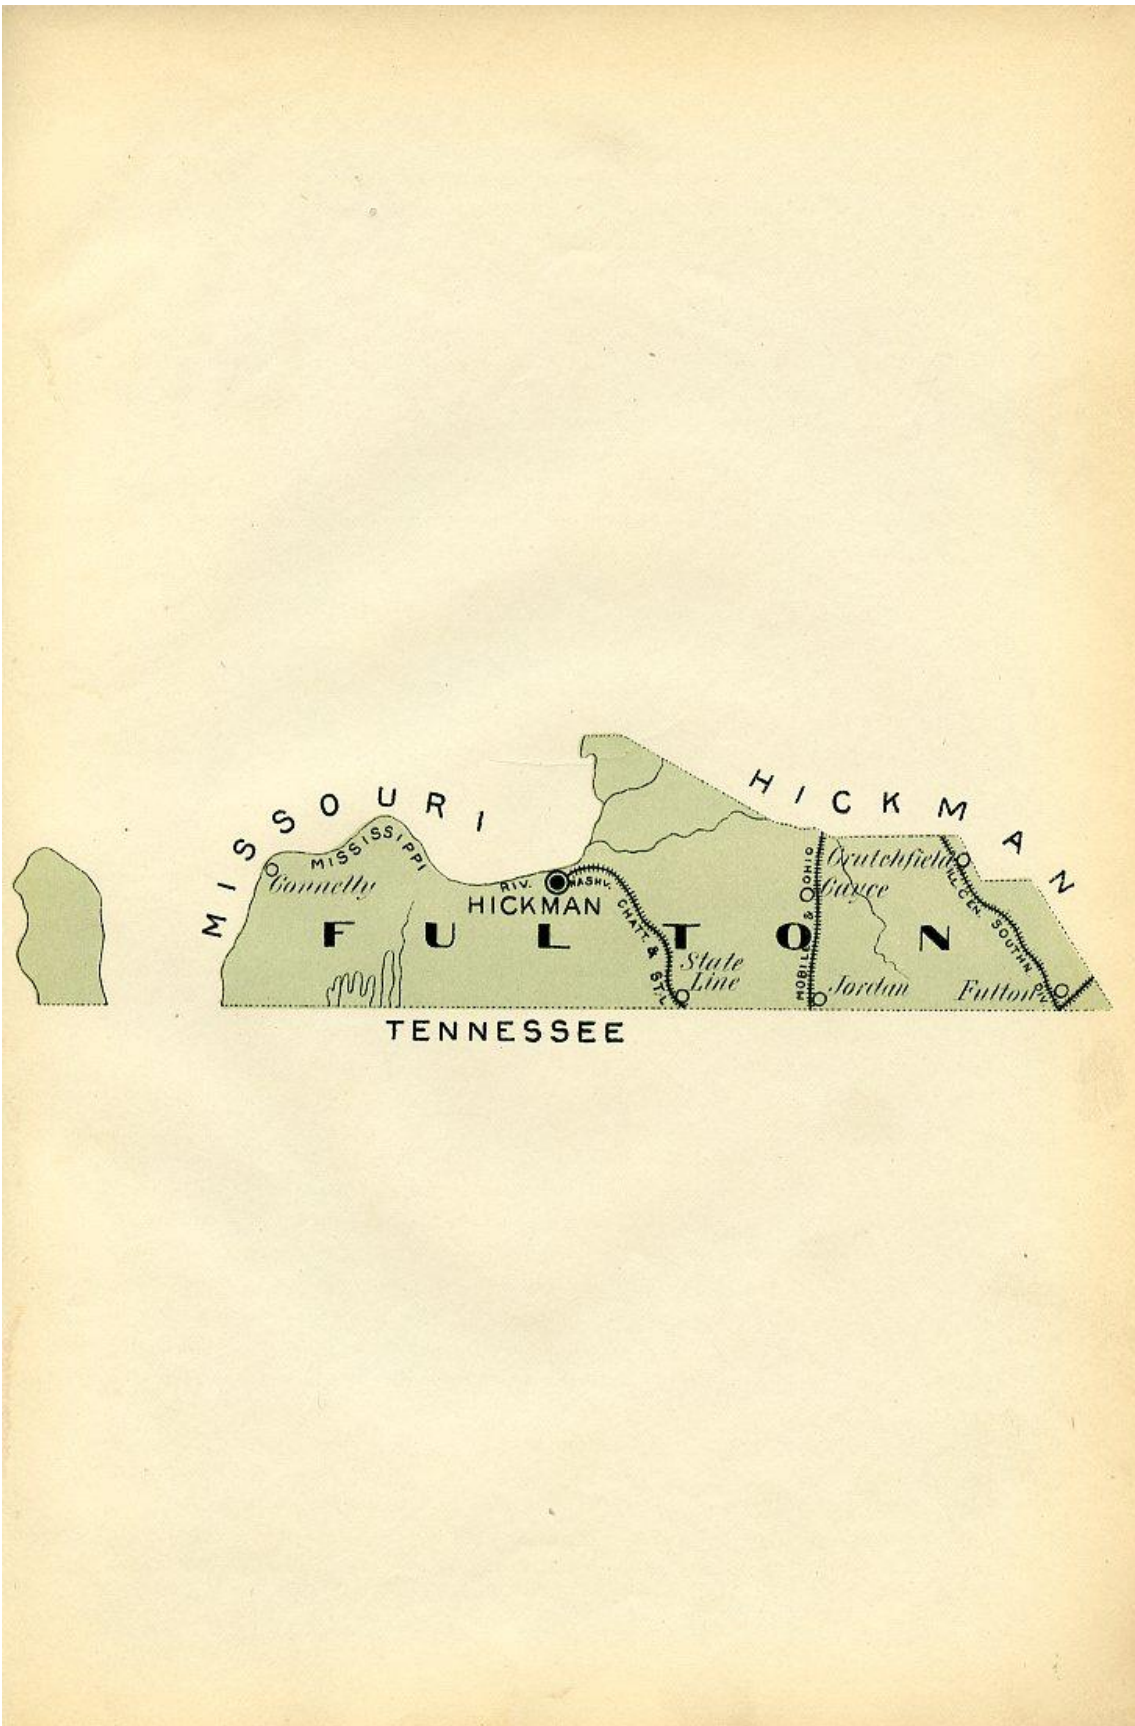 MISSOURI
HICKMAN
MISSISSIPPI
RIV.
Connelly
HICKMAN
NASHV. CHATT. & ST. L.
FULTON
State
Line
MOBILE & OHIO
Crutchfield
Cayce
Jordan
ILL. CEN. SOUTHN
Fulton
TENNESSEE